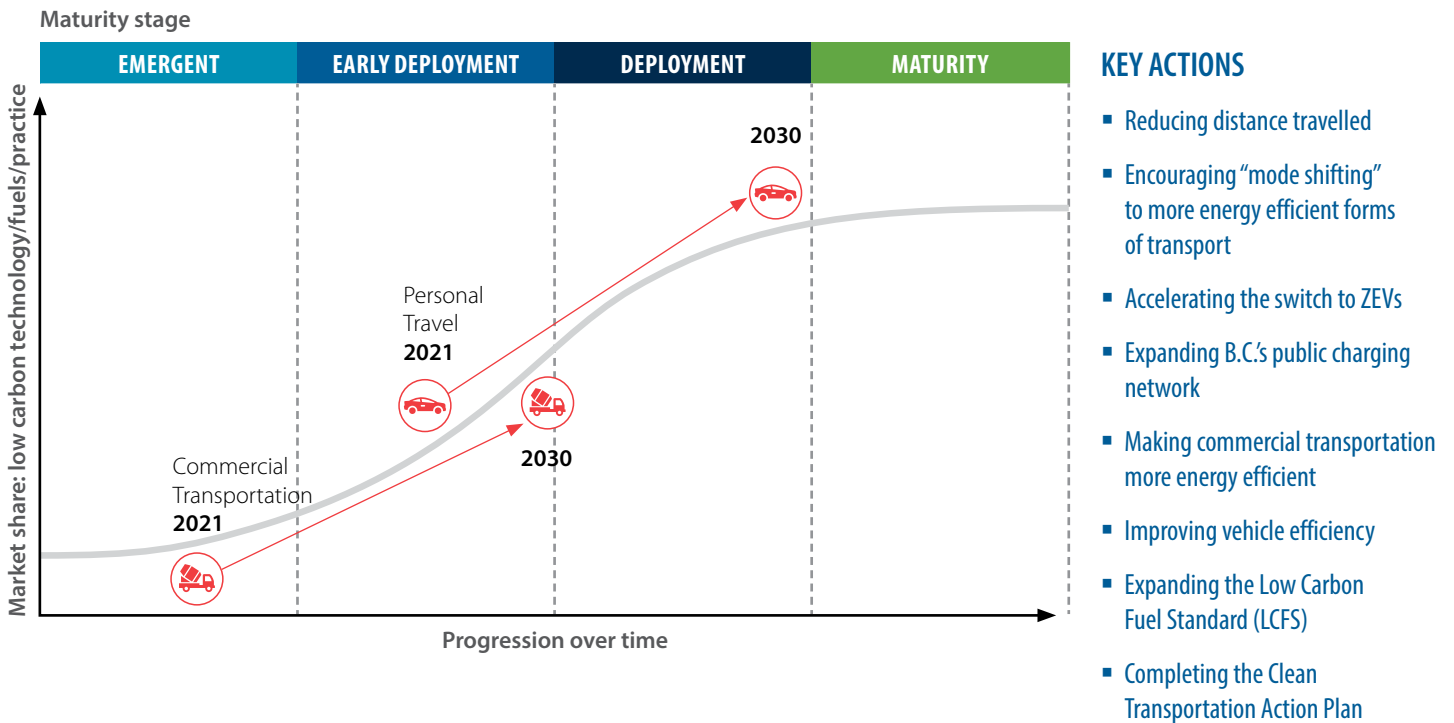 Maturity stage
EMERGENT
EARLY DEPLOYMENT
DEPLOYMENT
MATURITY
Market share: low carbon technology/fuels/practice
2030
Personal
Travel
2021
2030
Commercial
Transportation
2021
Progression over time
KEY ACTIONS
▪ Reducing distance travelled
▪ Encouraging “mode shifting”
to more energy efficient forms
of transport
▪ Accelerating the switch to ZEVs
▪ Expanding B.C.’s public charging
network
▪ Making commercial transportation
more energy efficient
▪ Improving vehicle efficiency
▪ Expanding the Low Carbon
Fuel Standard (LCFS)
▪ Completing the Clean
Transportation Action Plan